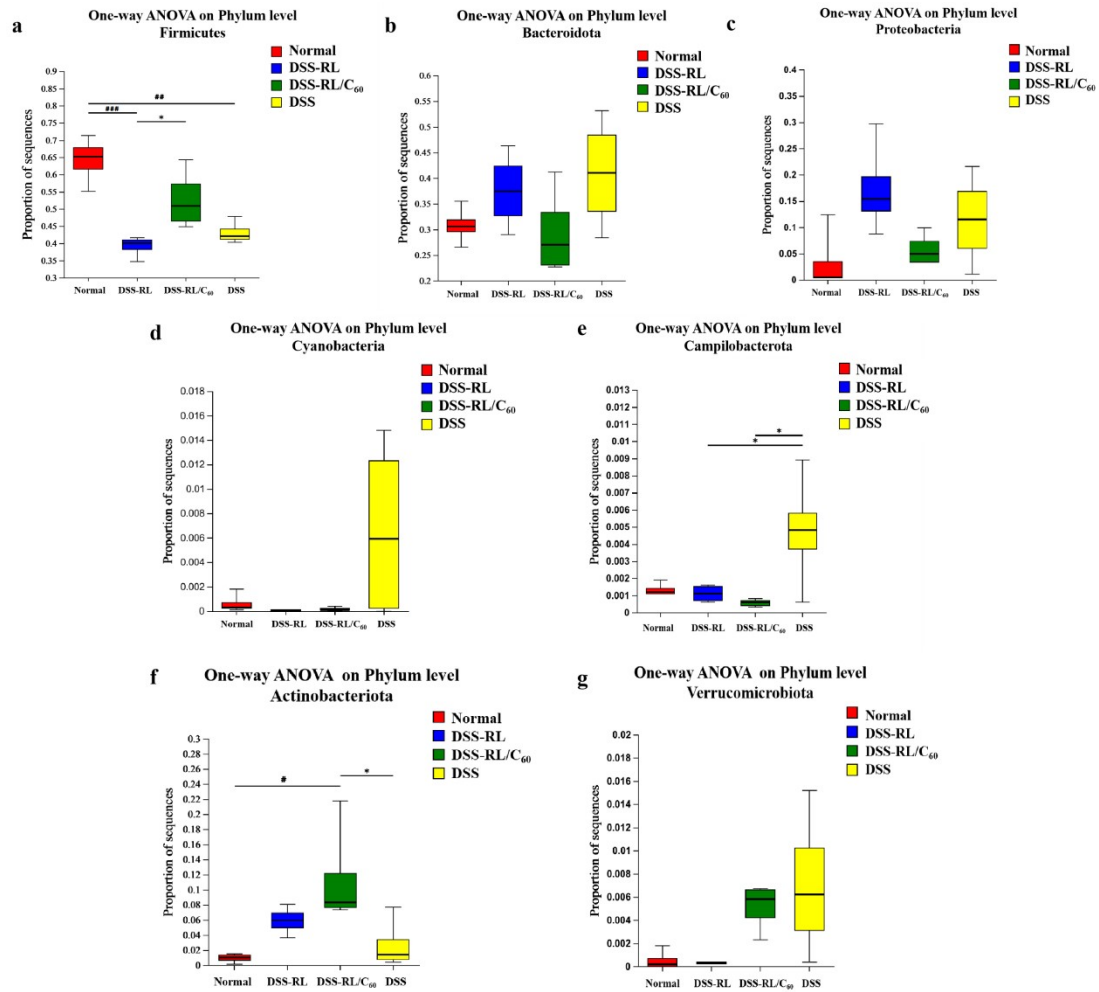 a
One-way ANOVA on Phylum level
Firmicutes
Normal
DSS-RL
DSS-RL/C₆₀
DSS
Proportion of sequences
0.9
0.85
0.8
0.75
0.7
0.65
0.6
0.55
0.5
0.45
0.4
0.35
0.3
##
###
*
Normal DSS-RL DSS-RL/C₆₀ DSS
b
One-way ANOVA on Phylum level
Bacteroidota
Normal
DSS-RL
DSS-RL/C₆₀
DSS
Proportion of sequences
0.6
0.5
0.4
0.3
0.2
Normal DSS-RL DSS-RL/C₆₀ DSS
c
One-way ANOVA on Phylum level
Proteobacteria
Normal
DSS-RL
DSS-RL/C₆₀
DSS
Proportion of sequences
0.4
0.35
0.3
0.25
0.2
0.15
0.1
0.05
0
Normal DSS-RL DSS-RL/C₆₀ DSS
d
One-way ANOVA on Phylum level
Cyanobacteria
Normal
DSS-RL
DSS-RL/C₆₀
DSS
Proportion of sequences
0.018
0.016
0.014
0.012
0.01
0.008
0.006
0.004
0.002
0
Normal DSS-RL DSS-RL/C₆₀ DSS
e
One-way ANOVA on Phylum level
Campilobacterota
Normal
DSS-RL
DSS-RL/C₆₀
DSS
Proportion of sequences
0.013
0.012
0.011
0.01
0.009
0.008
0.007
0.006
0.005
0.004
0.003
0.002
0.001
0
*
*
Normal DSS-RL DSS-RL/C₆₀ DSS
f
One-way ANOVA on Phylum level
Actinobacteriota
Normal
DSS-RL
DSS-RL/C₆₀
DSS
Proportion of sequences
0.3
0.28
0.26
0.24
0.22
0.2
0.18
0.16
0.14
0.12
0.1
0.08
0.06
0.04
0.02
0
#
*
Normal DSS-RL DSS-RL/C₆₀ DSS
g
One-way ANOVA on Phylum level
Verrucomicrobiota
Normal
DSS-RL
DSS-RL/C₆₀
DSS
Proportion of sequences
0.02
0.018
0.016
0.014
0.012
0.01
0.008
0.006
0.004
0.002
0
Normal DSS-RL DSS-RL/C₆₀ DSS